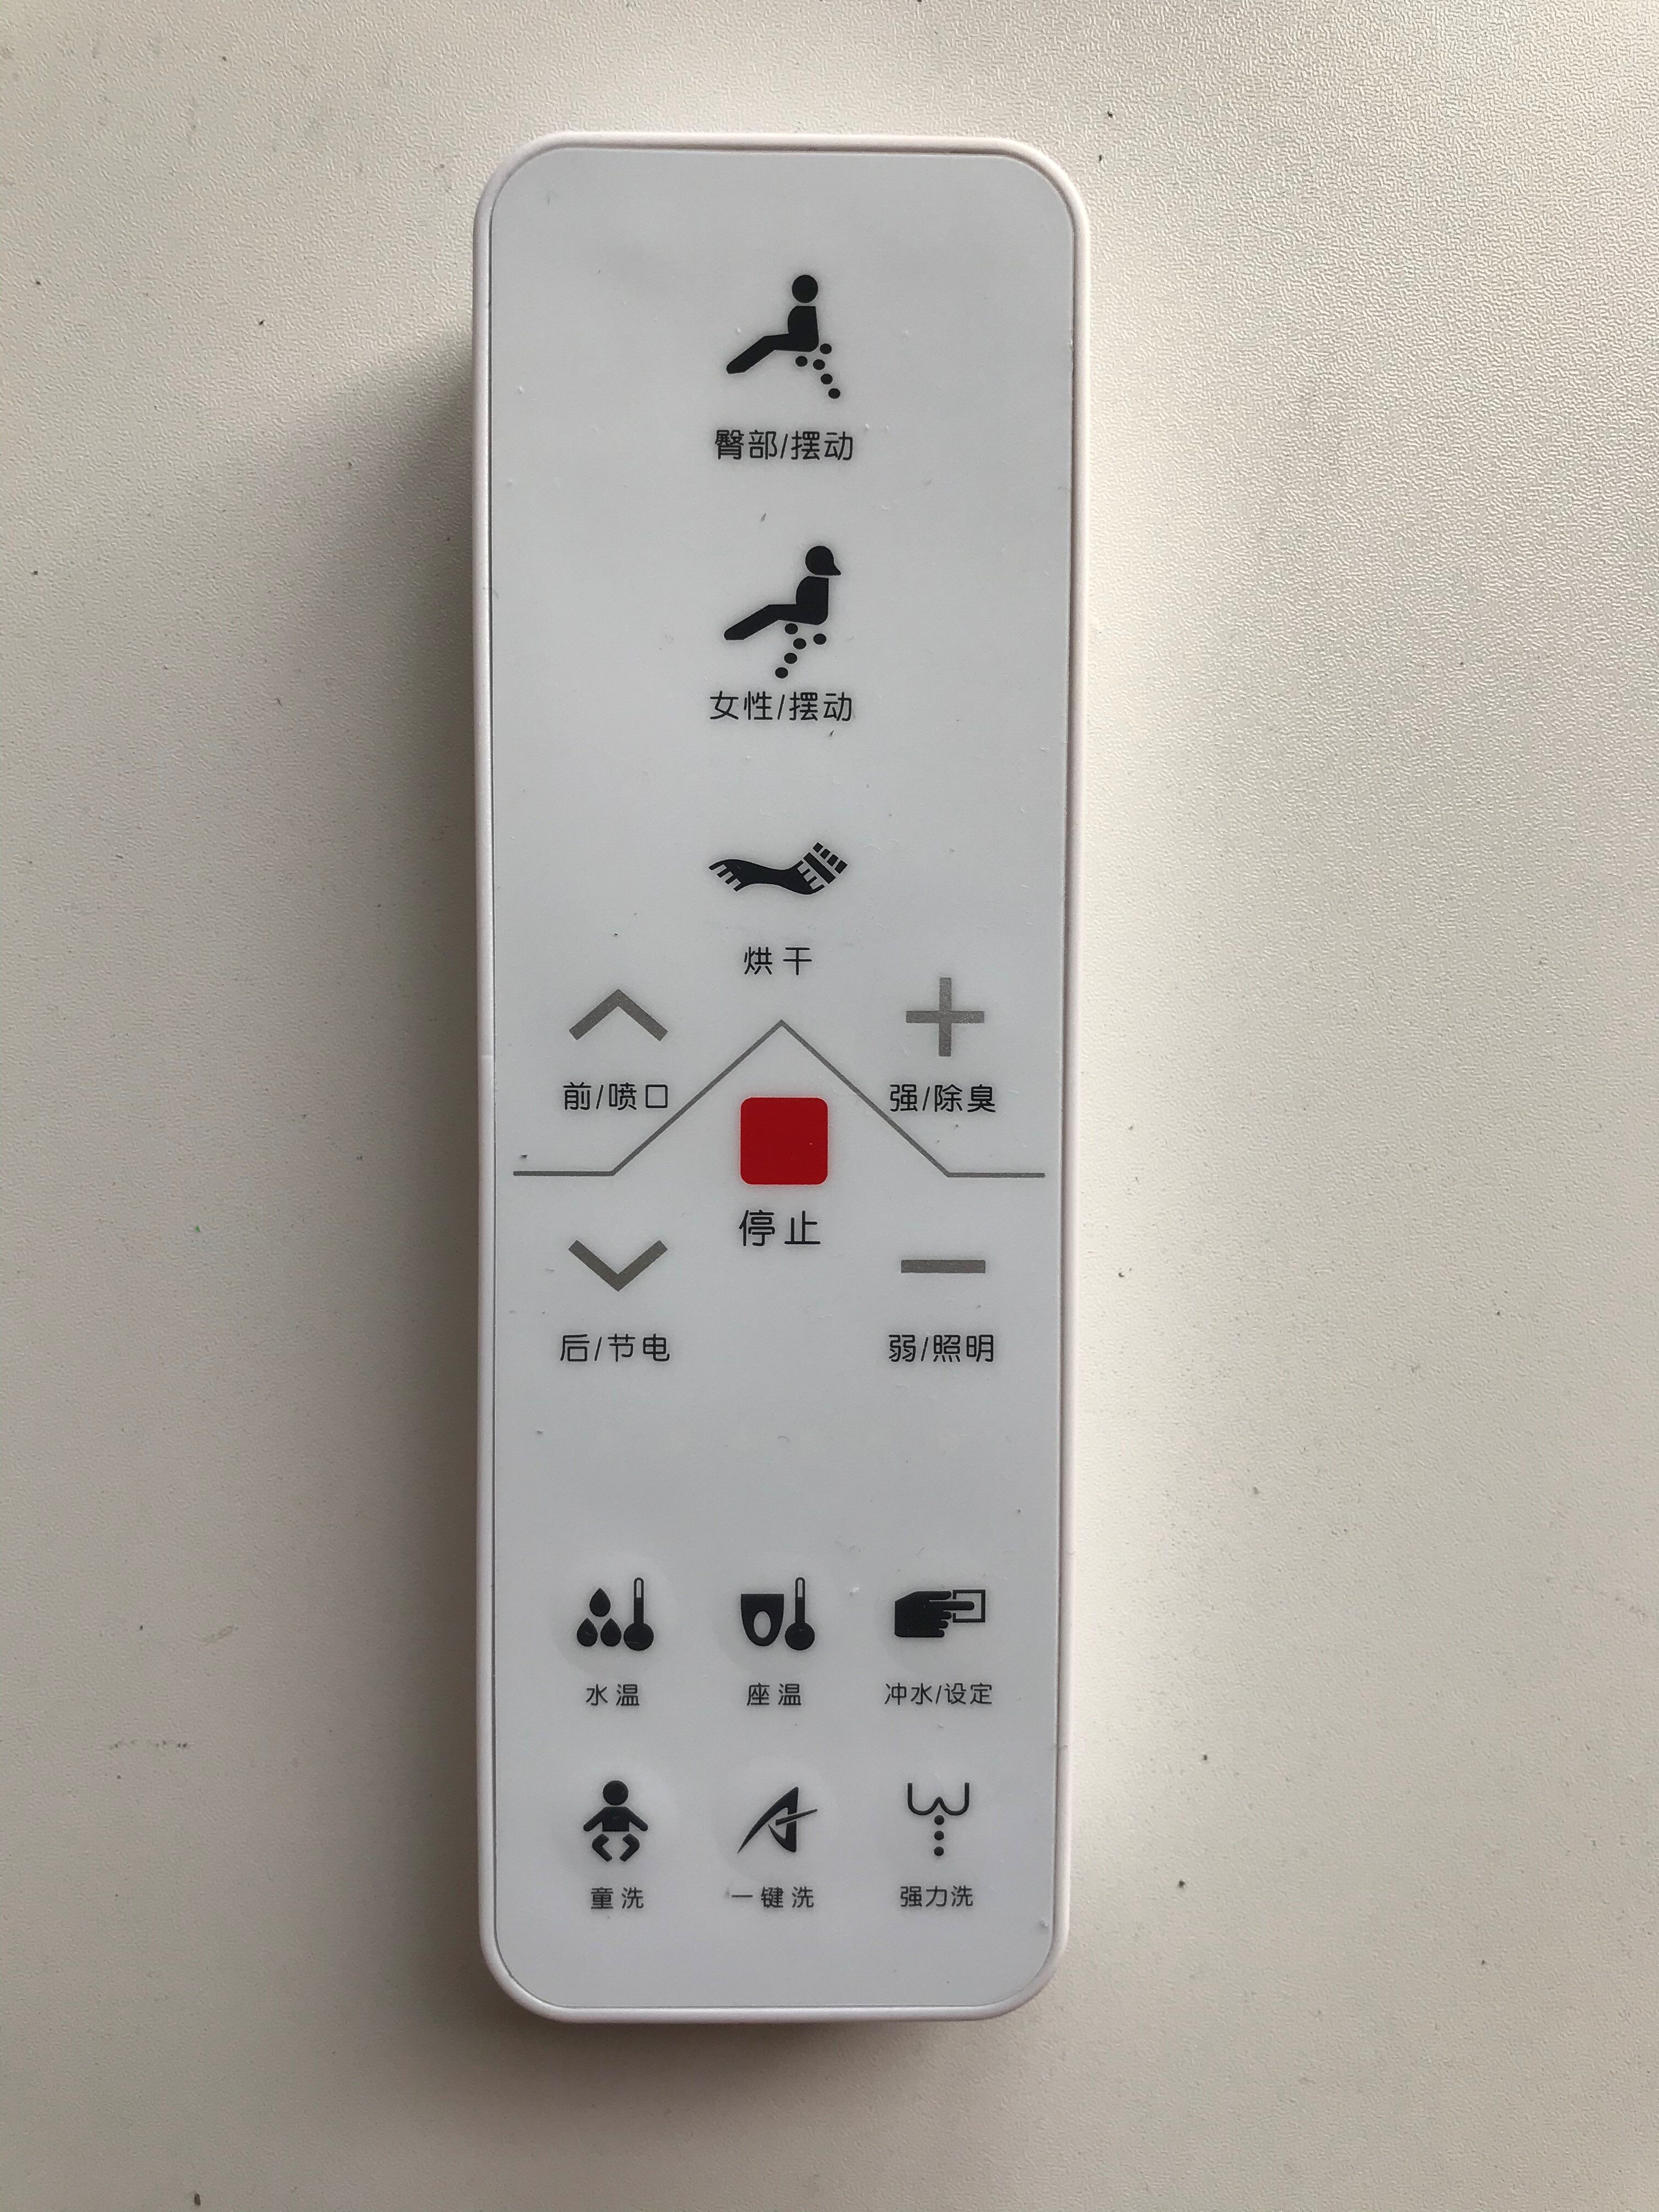 臀部/摆动
女性/摆动
烘干
前/喷口
强/除臭
停止
后/节电
弱/照明
水温
座温
冲水/设定
童洗
一键洗
强力洗